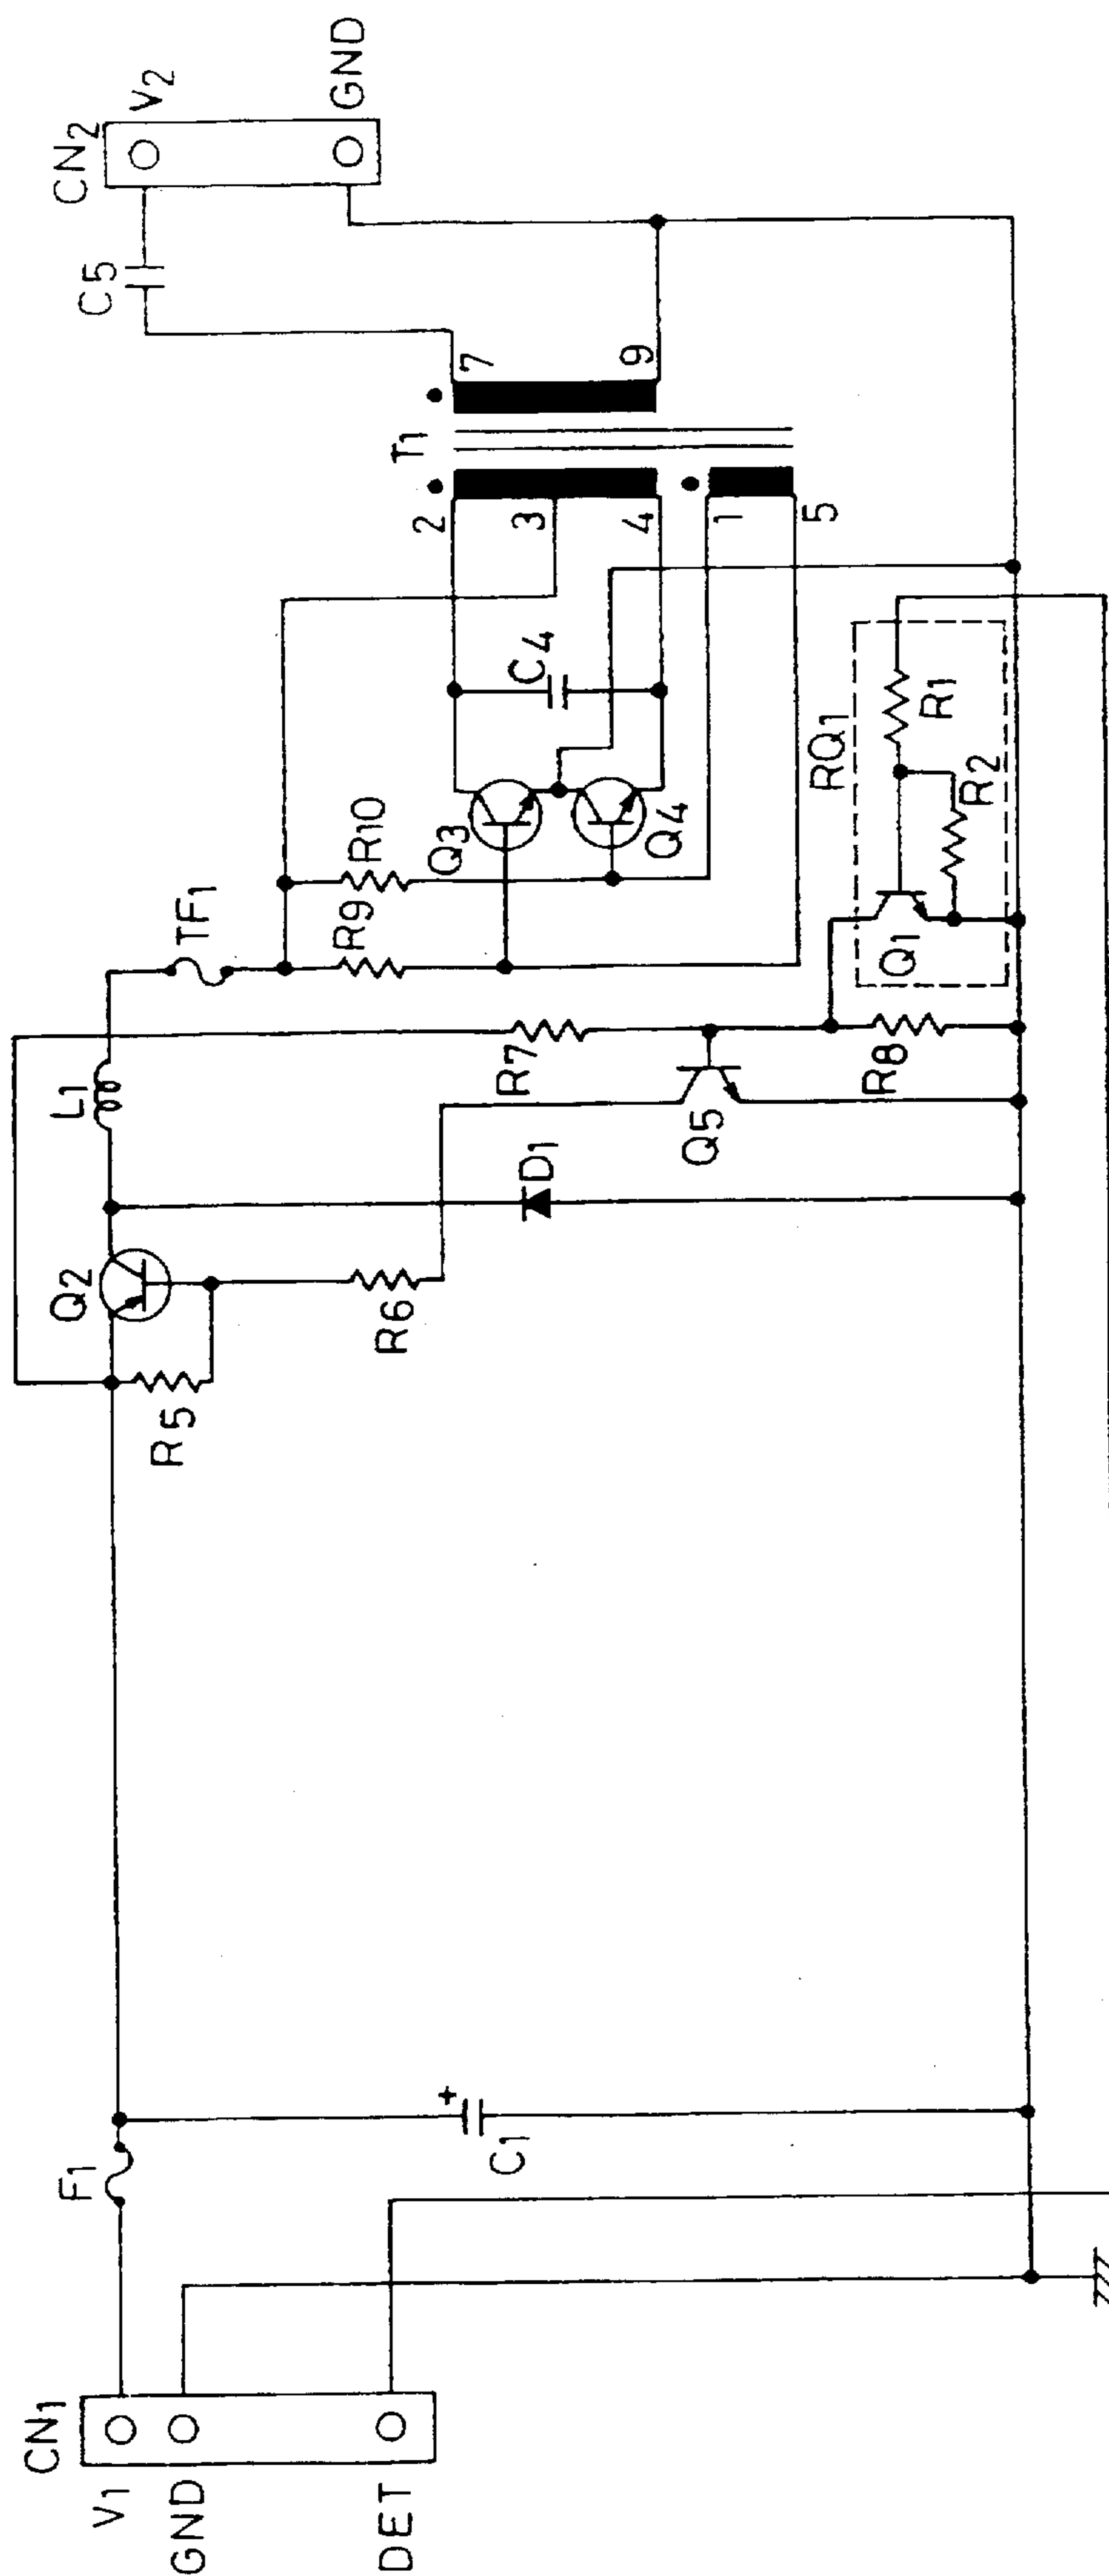 CN1
V1
GND
DET
F1
C1
+
R5
Q2
R6
D1
L1
Q5
R7
R8
TF1
R9
R10
Q3
Q4
C4
RQ1
Q1
R2
R1
T1
2
3
4
1
5
7
9
C5
CN2
V2
GND